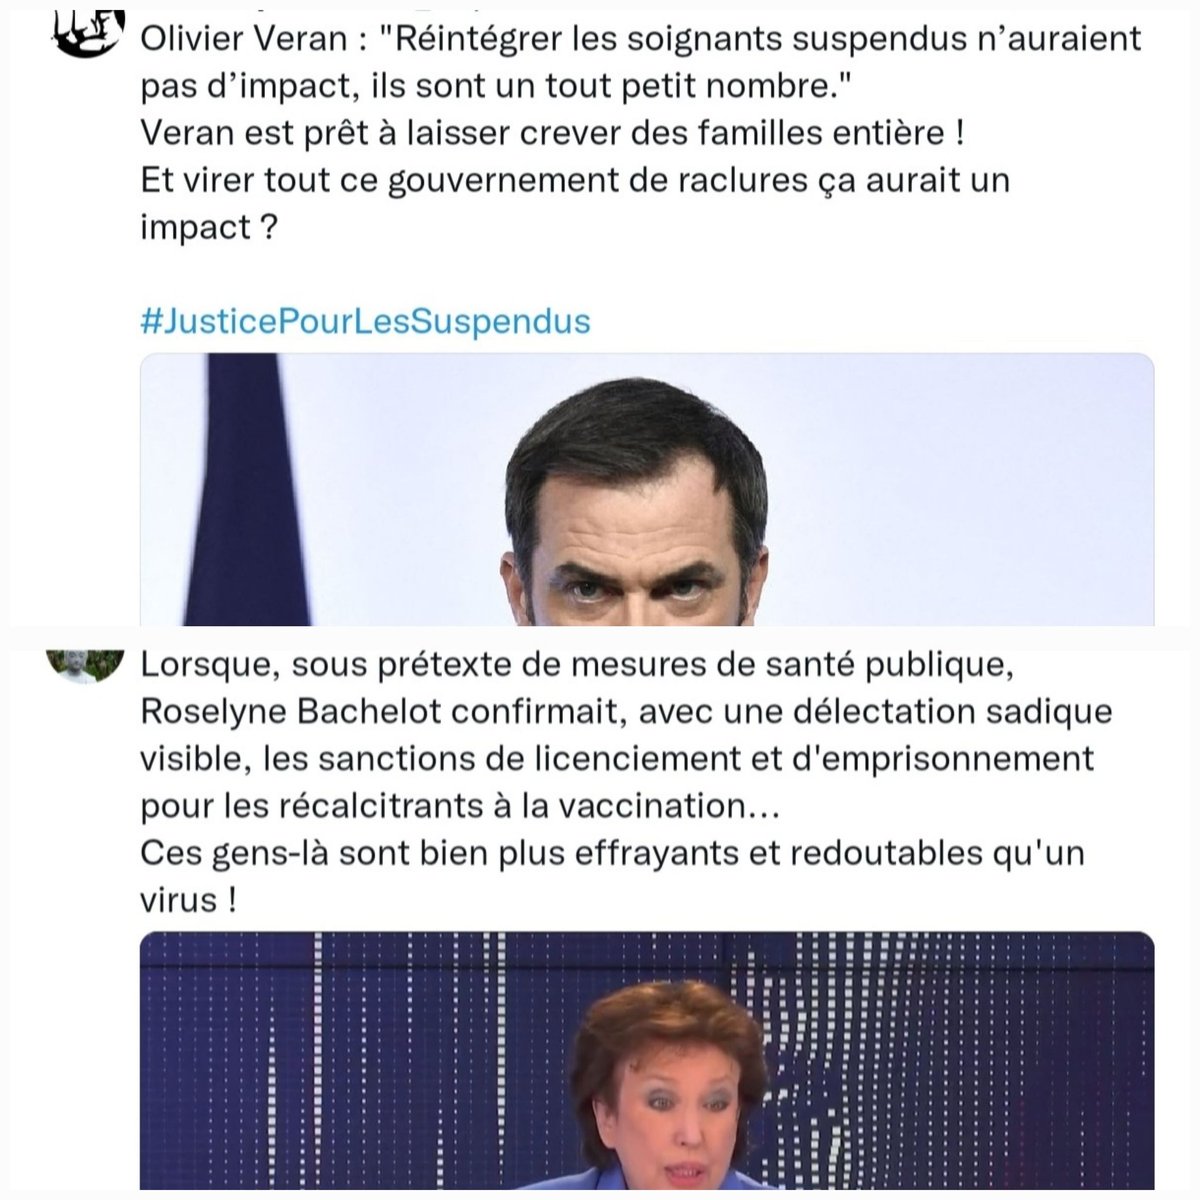 Olivier Veran : "Réintégrer les soignants suspendus n’auraient
pas d’impact, ils sont un tout petit nombre."
Veran est prêt à laisser crever des familles entière !
Et virer tout ce gouvernement de raclures ça aurait un
impact ?
#JusticePourLesSuspendus
Lorsque, sous prétexte de mesures de santé publique,
Roselyne Bachelot confirmait, avec une délectation sadique
visible, les sanctions de licenciement et d'emprisonnement
pour les récalcitrants à la vaccination...
Ces gens-là sont bien plus effrayants et redoutables qu'un
virus !